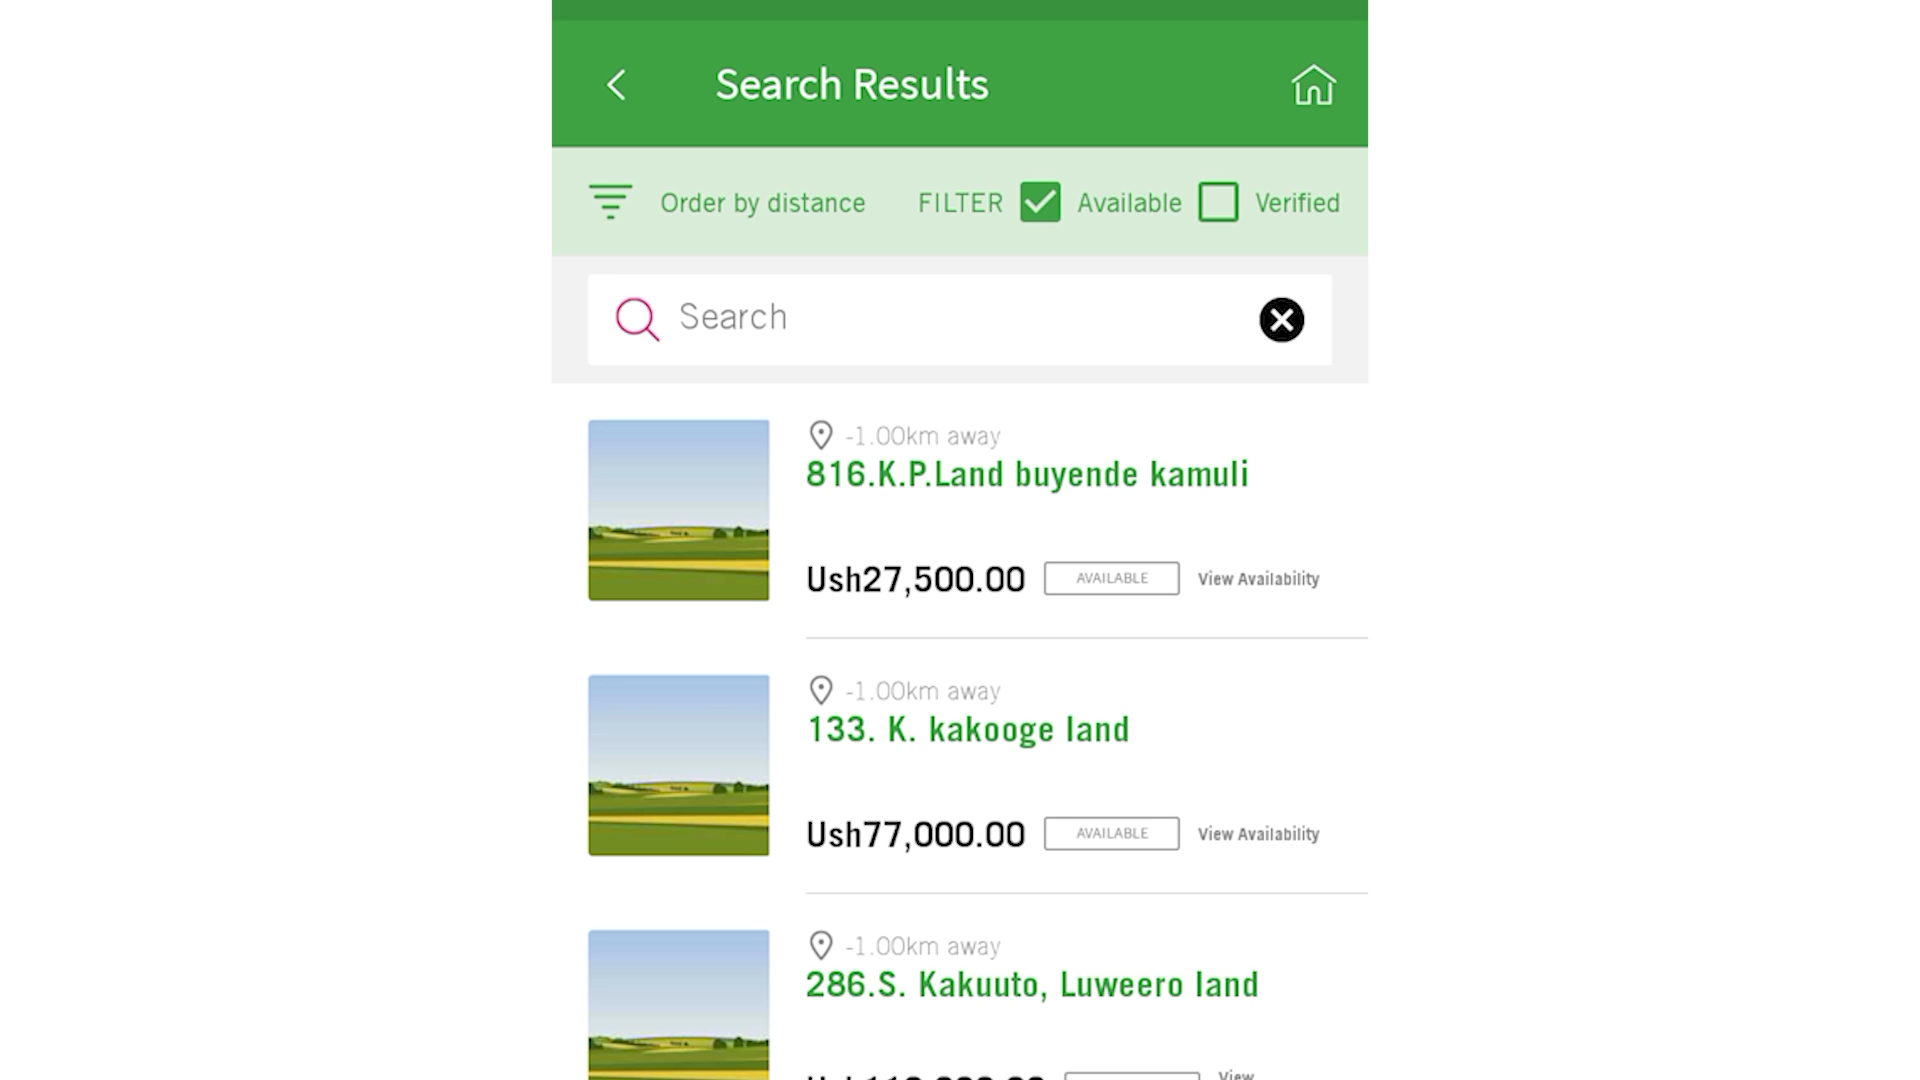 Search Results
Order by distance FILTER Available Verified
Search
-1.00km away
816.K.P.Land buyende kamuli
Ush27,500.00 AVAILABLE View Availability
-1.00km away
133. K. kakooge land
Ush77,000.00 AVAILABLE View Availability
-1.00km away
286.S. Kakuuto, Luweero land
View